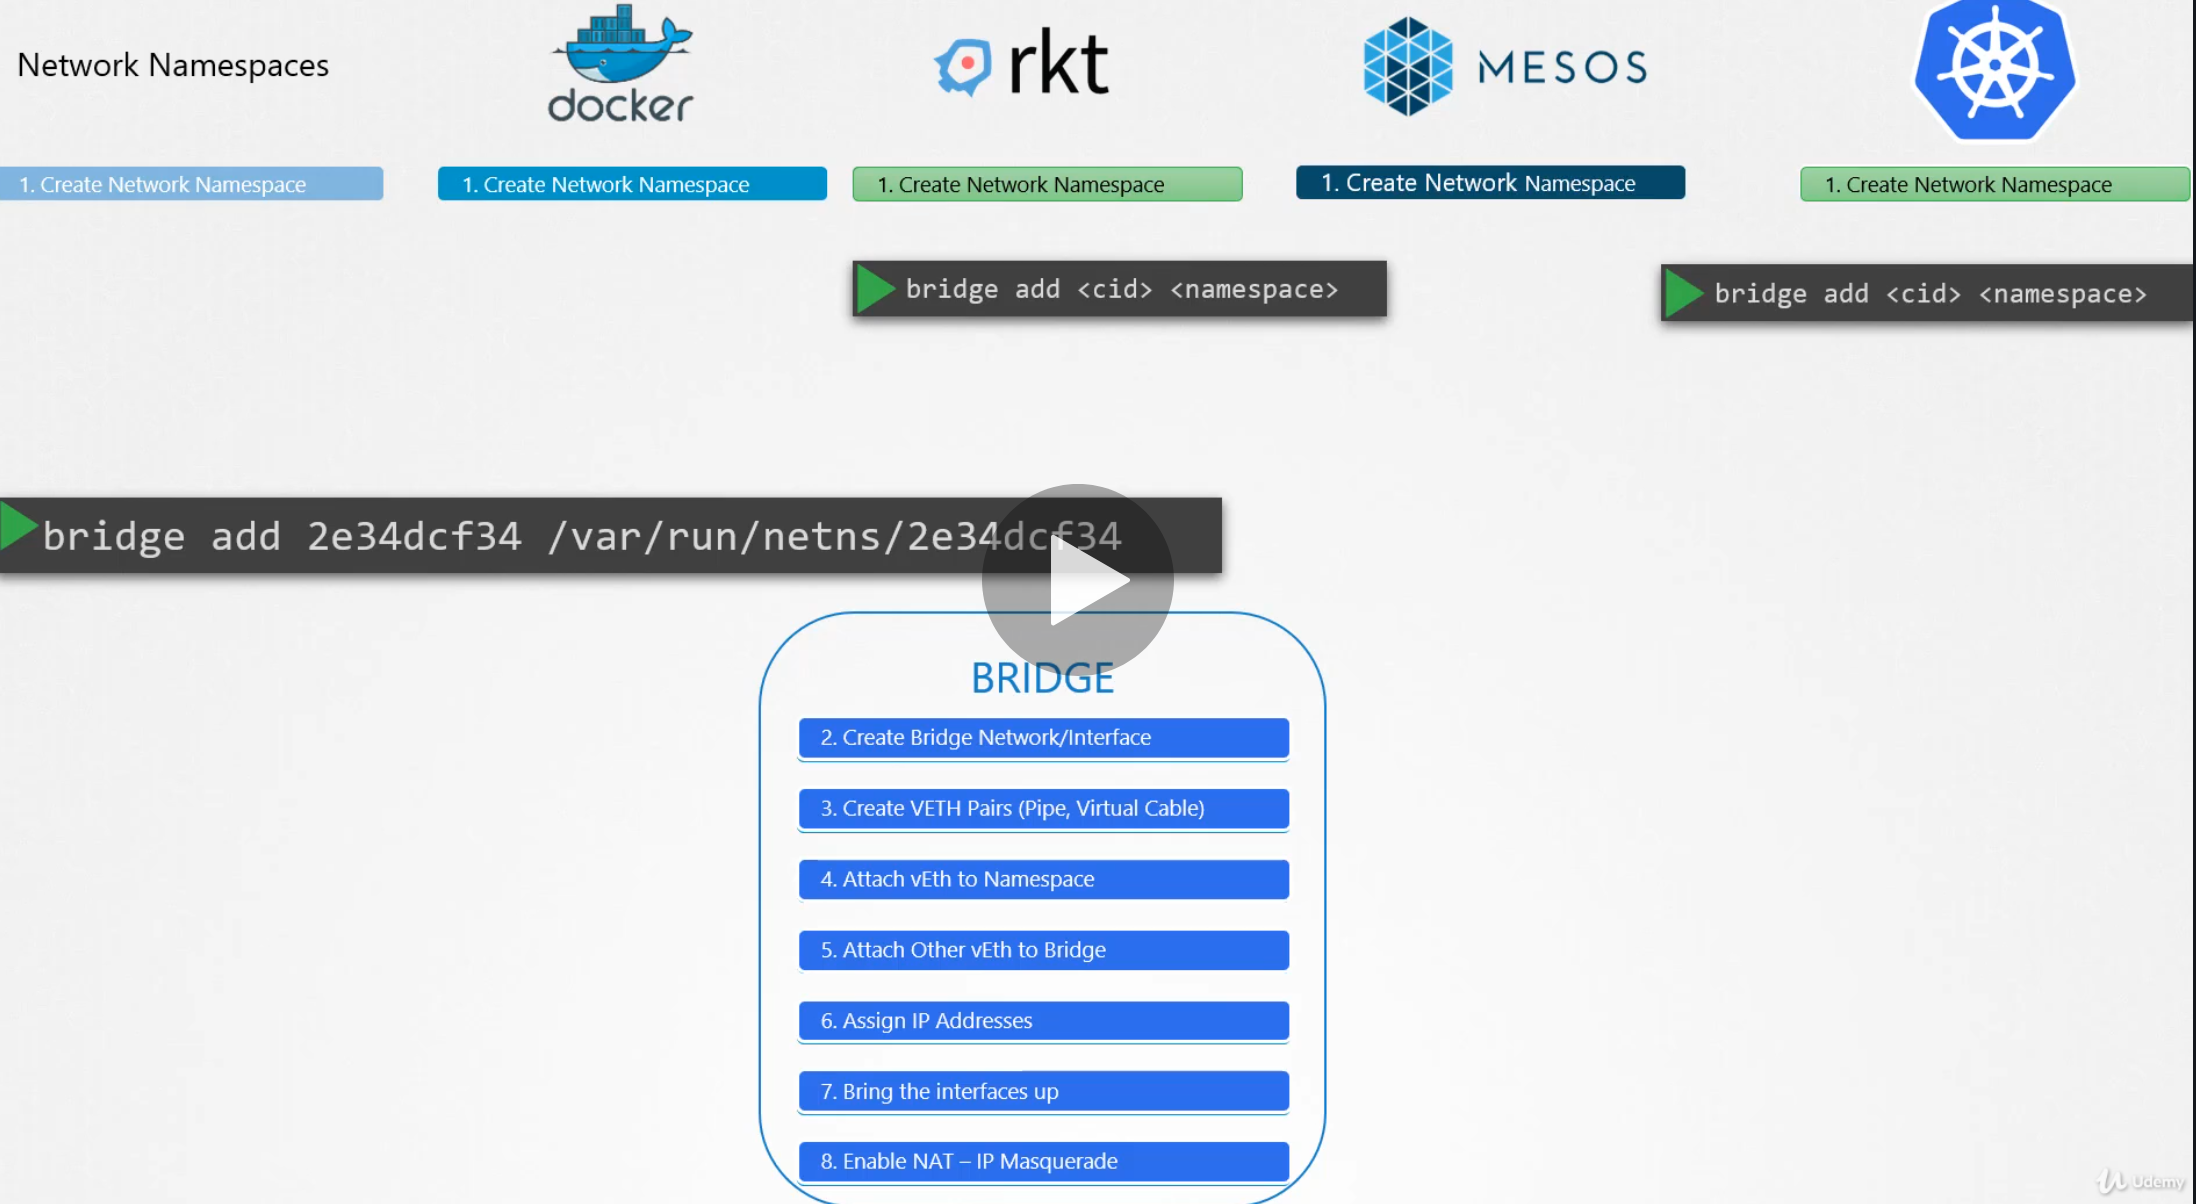 Network Namespaces
docker
rkt
MESOS
1. Create Network Namespace
1. Create Network Namespace
1. Create Network Namespace
1. Create Network Namespace
1. Create Network Namespace
bridge add <cid> <namespace>
bridge add <cid> <namespace>
bridge add 2e34dcf34 /var/run/netns/2e34dcf34
BRIDGE
2. Create Bridge Network/Interface
3. Create VETH Pairs (Pipe, Virtual Cable)
4. Attach vEth to Namespace
5. Attach Other vEth to Bridge
6. Assign IP Addresses
7. Bring the interfaces up
8. Enable NAT – IP Masquerade
Udemy